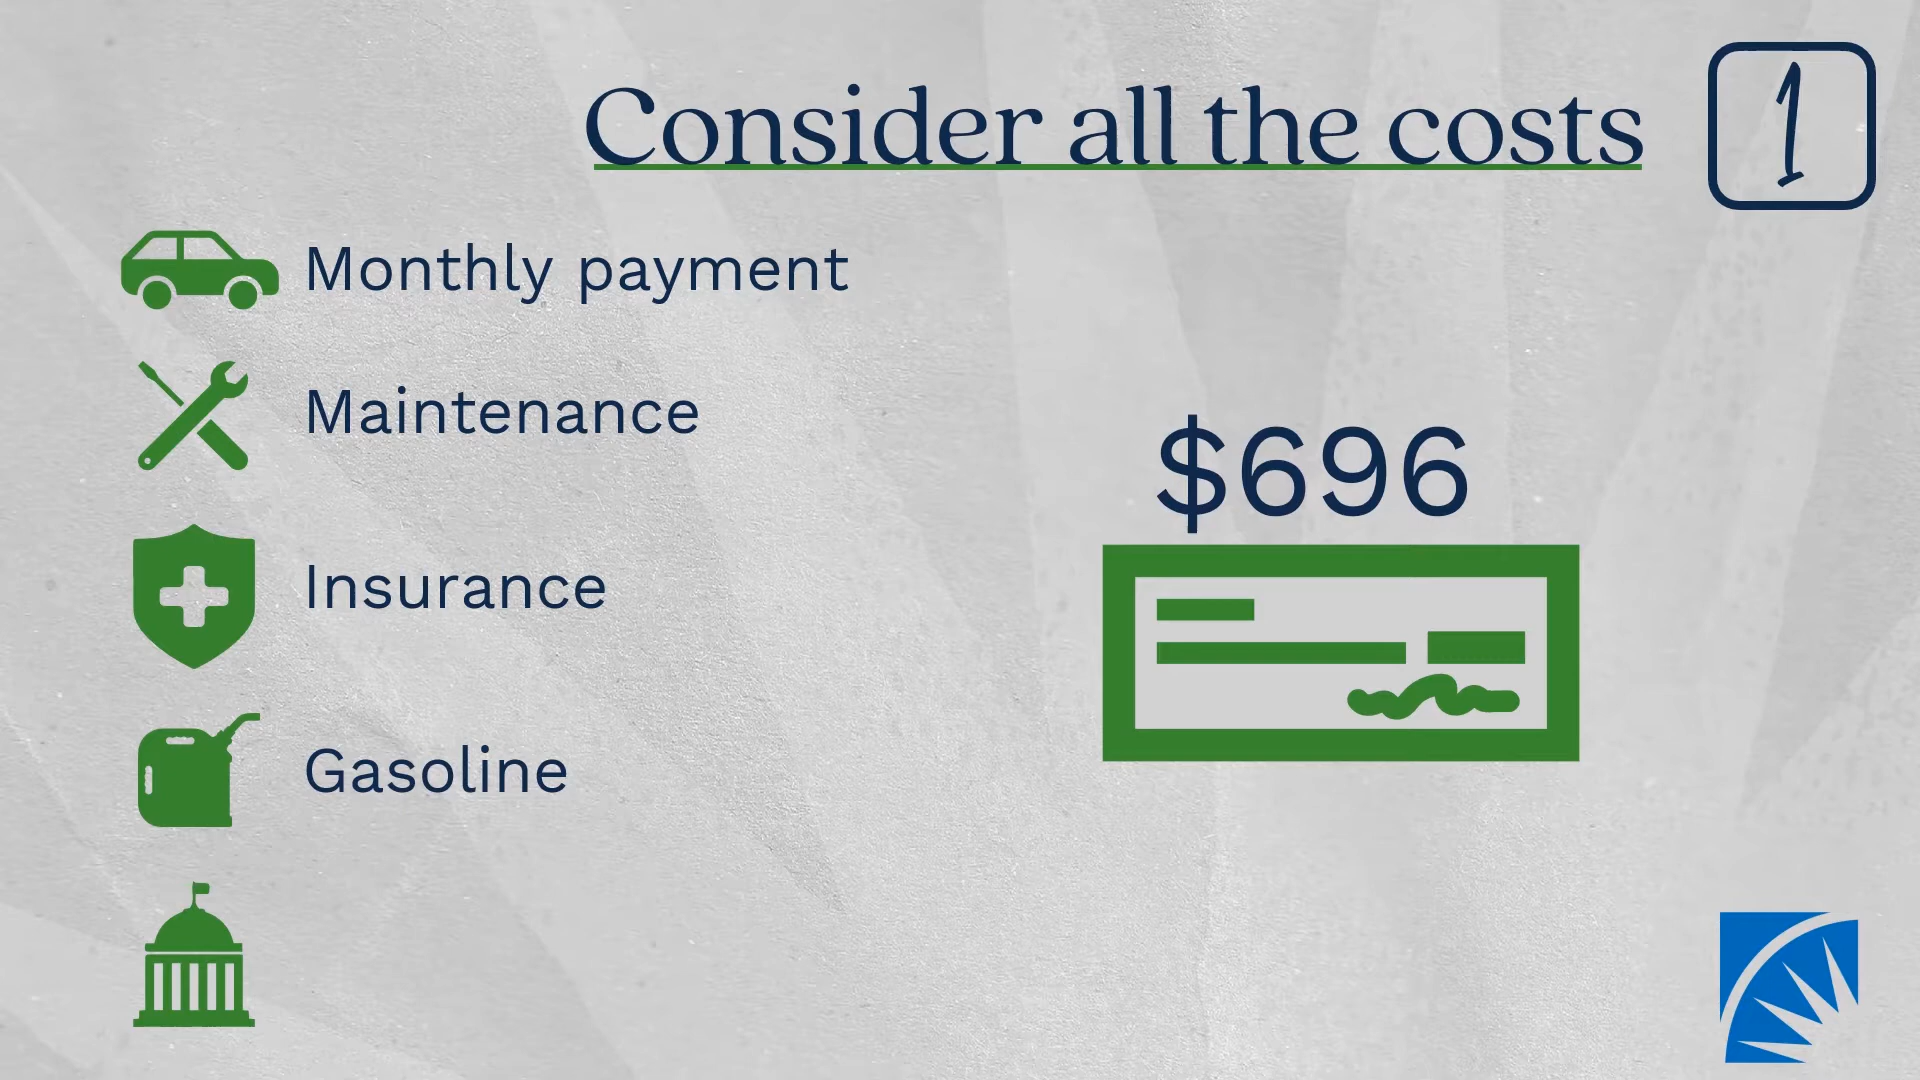 Consider all the costs
1
Monthly payment
Maintenance
Insurance
Gasoline
$696